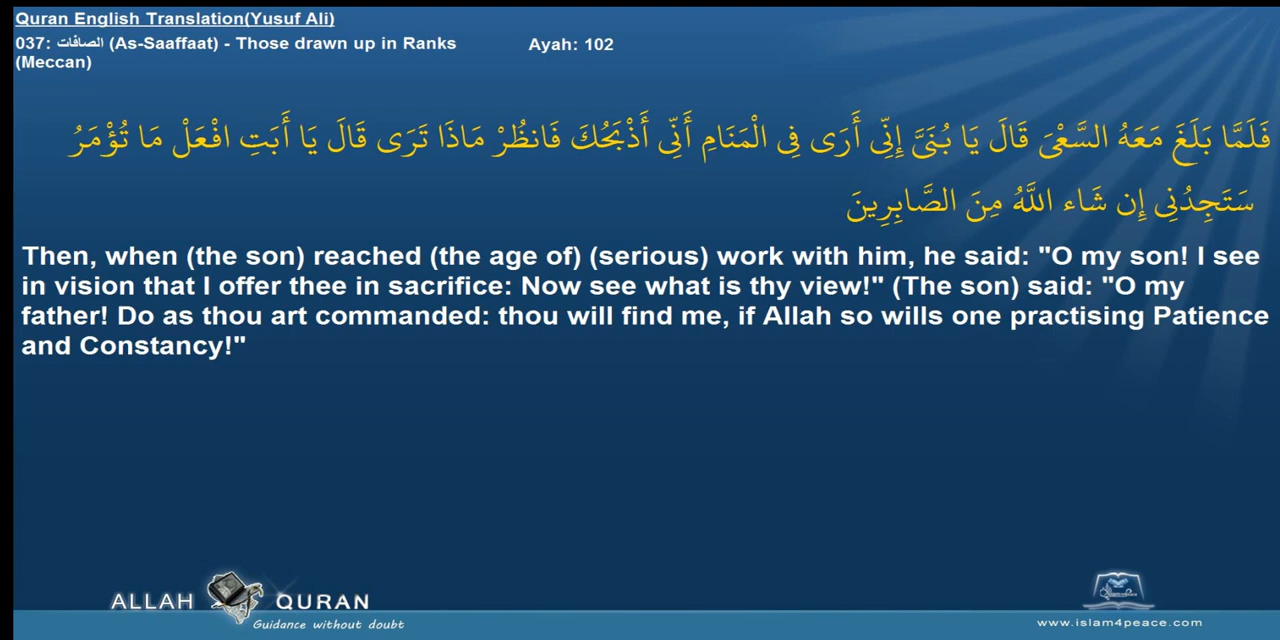 Quran English Translation(Yusuf Ali)
037: الصافات (As-Saaffaat) - Those drawn up in Ranks
(Meccan)
Ayah: 102
فَلَمَّا بَلَغَ مَعَهُ السَّعْيَ قَالَ يَا بُنَيَّ إِنِّي أَرَى فِي الْمَنَامِ أَنِّي أَذْبَحُكَ فَانظُرْ مَاذَا تَرَى قَالَ يَا أَبَتِ افْعَلْ مَا تُؤْمَرُ
سَتَجِدُنِي إِن شَاء اللَّهُ مِنَ الصَّابِرِينَ
Then, when (the son) reached (the age of) (serious) work with him, he said: "O my son! I see
in vision that I offer thee in sacrifice: Now see what is thy view!" (The son) said: "O my
father! Do as thou art commanded: thou will find me, if Allah so wills one practising Patience
and Constancy!"
ALLAH QURAN
Guidance without doubt
www.islam4peace.com